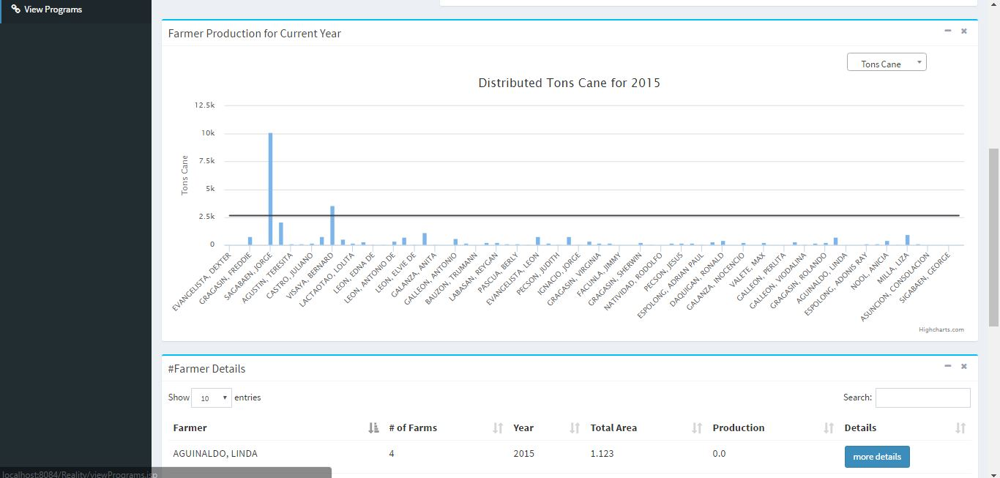 View Programs
Farmer Production for Current Year
Tons Cane
Distributed Tons Cane for 2015
12.5k
10k
7.5k
5k
2.5k
0
Tons Cane
EVANGELISTA, DEXTER
GRAGASIN, FREDDIE
SAGABAEN, JORGE
AGUSTIN, TERESITA
CASTRO, JULIANO
VISAYA, BERNARD
LACTAOTAO, LOLITA
LEON, EDNA DE
LEON, ANTONIO DE
LEON, ELVIE DE
GALANZA, ANITA
GALLEON, ANTONIO
BAUZON, TRUMANN
LABASAN, REYCAN
PASCUA, BERLY
EVANGELISTA, LEON
PECSON, JUDITH
IGNACIO, JORGE
GRAGASIN, VIRGINIA
FACUNLA, JIMMY
GRAGASIN, SHERWIN
NATIVIDAD, RODOLFO
PECSON, JESUS
ESPOLONG, ADRIAN PAUL
DAQUIGAN, RONALD
GALANZA, INOCENCIO
VALETE, MAX
GALLEON, PERLITA
GALLEON, VIODALINA
GRAGASIN, ROLANDO
AGUINALDO, LINDA
ESPOLONG, ADONIS RAY
NOOL, ANICIA
MILLA, LIZA
ASUNCION, CONSOLACION
SIGABAEN, GEORGE
Highcharts.com
#Farmer Details
Show 10 entries
Search:
Farmer # of Farms Year Total Area Production Details
AGUINALDO, LINDA 4 2015 1.123 0.0 more details
localhost:8084/Reality/viewPrograms.jsp